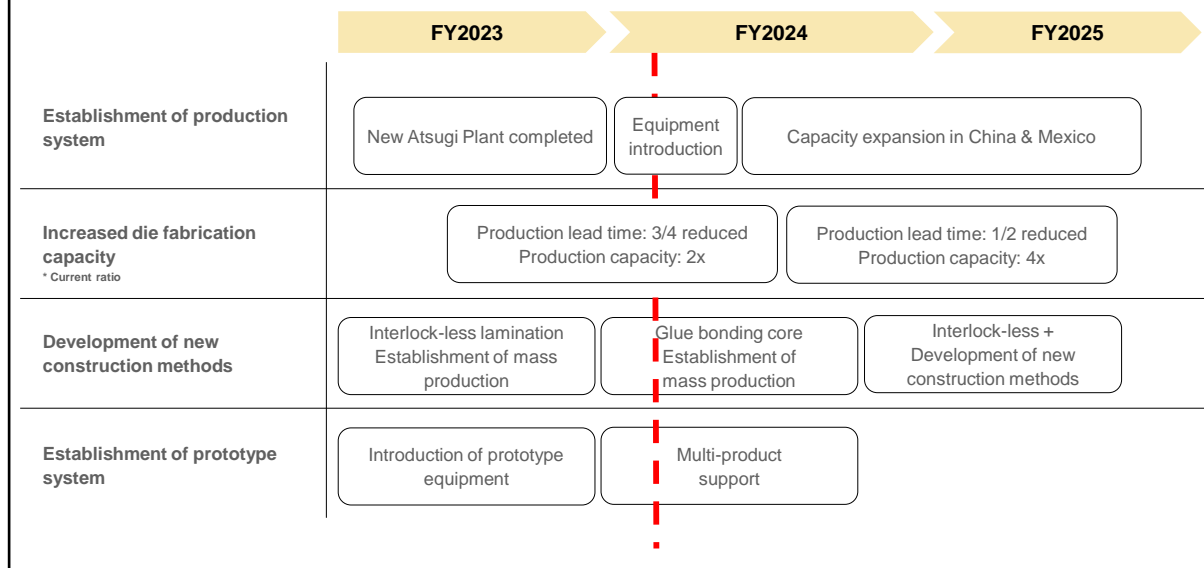 FY2023
FY2024
FY2025
Establishment of production
system
New Atsugi Plant completed
Equipment
introduction
Capacity expansion in China & Mexico
Increased die fabrication
capacity
* Current ratio
Production lead time: 3/4 reduced
Production capacity: 2x
Production lead time: 1/2 reduced
Production capacity: 4x
Development of new
construction methods
Interlock-less lamination
Establishment of mass
production
Glue bonding core
Establishment of
mass production
Interlock-less +
Development of new
construction methods
Establishment of prototype
system
Introduction of prototype
equipment
Multi-product
support